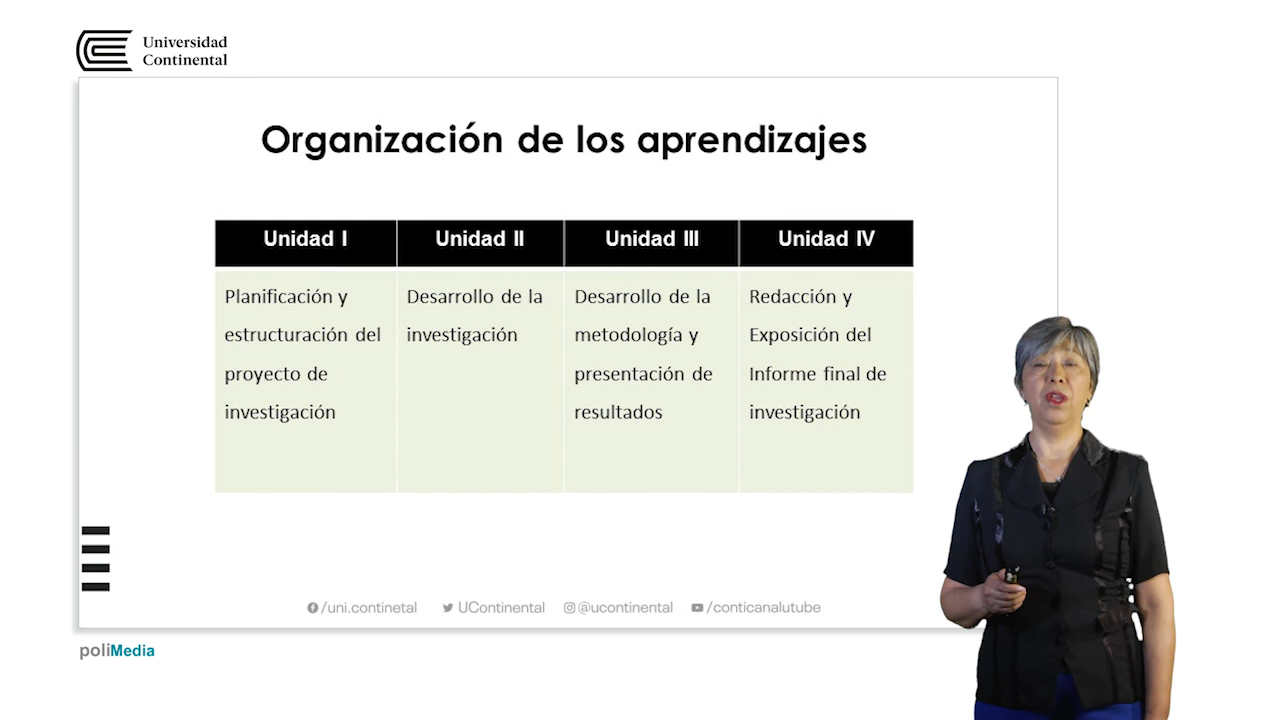 Universidad
Continental
Organización de los aprendizajes
Unidad I
Unidad II
Unidad III
Unidad IV
Planificación y
estructuración del
proyecto de
investigación
Desarrollo de la
investigación
Desarrollo de la
metodología y
presentación de
resultados
Redacción y
Exposición del
Informe final de
investigación
/uni.continetal
UContinental
@ucontinental
/conticanalutube
poliMedia